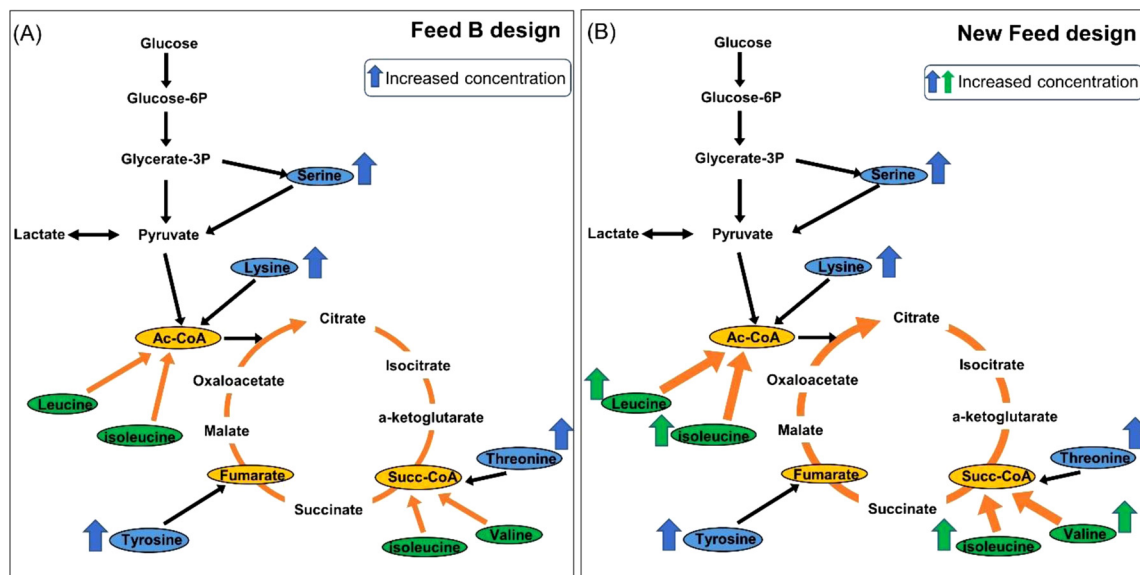 (A)
Feed B design
Increased concentration
Glucose
Glucose-6P
Glycerate-3P
Serine
Lactate
Pyruvate
Lysine
Ac-CoA
Citrate
Isocitrate
Oxaloacetate
Leucine
a-ketoglutarate
isoleucine
Malate
Threonine
Fumarate
Succ-CoA
Succinate
Tyrosine
isoleucine
Valine
(B)
New Feed design
Increased concentration
Glucose
Glucose-6P
Glycerate-3P
Serine
Lactate
Pyruvate
Lysine
Ac-CoA
Citrate
Isocitrate
Oxaloacetate
Leucine
a-ketoglutarate
isoleucine
Malate
Threonine
Fumarate
Succ-CoA
Succinate
Tyrosine
isoleucine
Valine